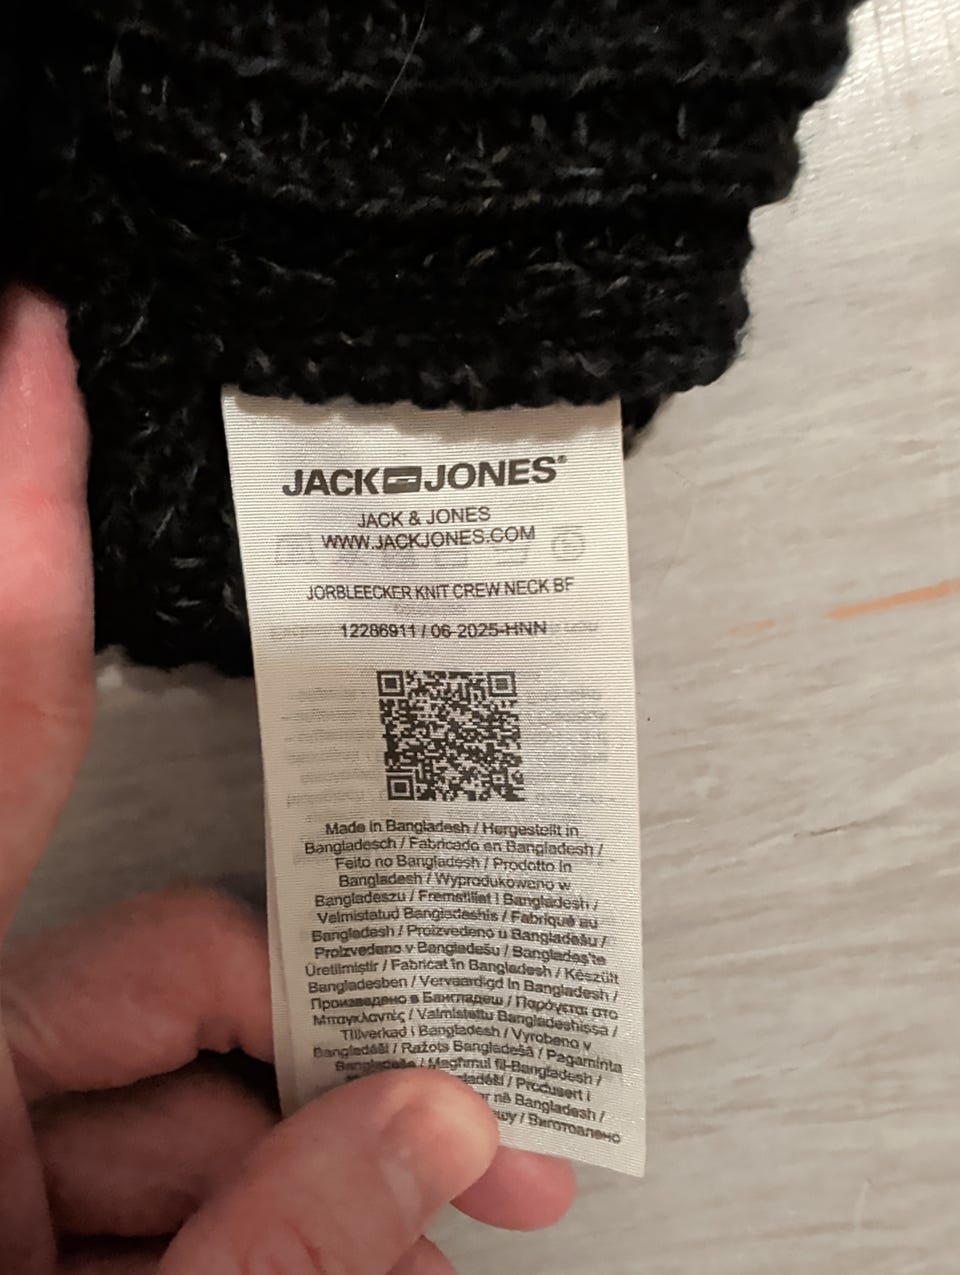 JACK JONES®
JACK & JONES
WWW.JACKJONES.COM
JORBLEECKER KNIT CREW NECK BF
12286911 / 06-2025-HNN
Made in Bangladesh / Hergestellt in
Bangladesch / Fabricado en Bangladesh /
Feito no Bangladesh / Prodotto in
Bangladesh / Wyprodukowano w
Bangladeszu / Fremstillet i Bangladesh /
Valmistatud Bangladeshis / Fabriqué au
Bangladesh / Proizvedeno u Bangladešu /
Proizvedeno v Bangladešu / Bangladeş'te
Üretilmiştir / Fabricat în Bangladesh / Készült
Bangladesben / Vervaardigd in Bangladesh /
Произведено в Бангладеш / Παράγεται στο
Μπαγκλαντές / Valmistettu Bangladeshissa /
Tillverkad i Bangladesh / Vyrobeno v
Bangladéši / Ražots Bangladešā / Pagaminta
Bangladeše / Magħmul fil-Bangladesh /
/ Produsert i
nã Bangladesh /
/ Виготовлено